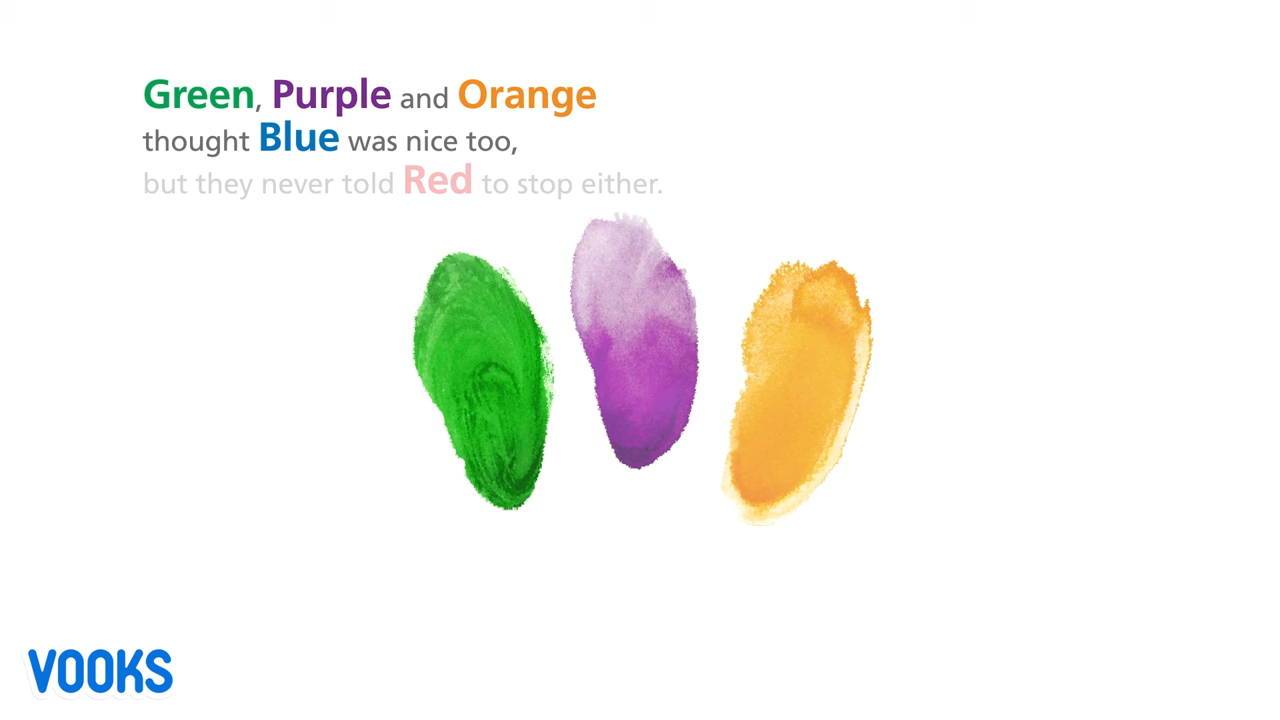 Green, Purple and Orange
thought Blue was nice too,
but they never told Red to stop either.
VOOKS